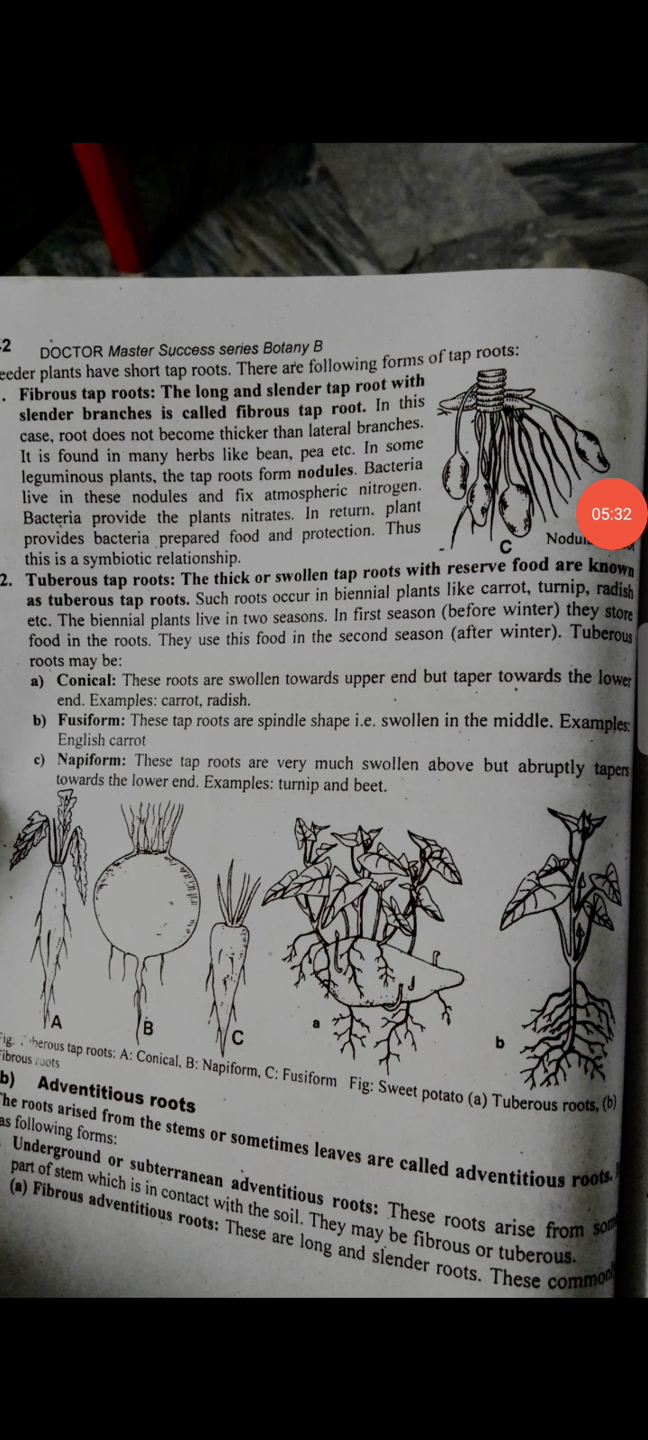 42 DOCTOR Master Success series Botany B
eeder plants have short tap roots. There are following forms of tap roots:
. Fibrous tap roots: The long and slender tap root with
slender branches is called fibrous tap root. In this
case, root does not become thicker than lateral branches.
It is found in many herbs like bean, pea etc. In some
leguminous plants, the tap roots form nodules. Bacteria
live in these nodules and fix atmospheric nitrogen.
Bacteria provide the plants nitrates. In return. plant
provides bacteria prepared food and protection. Thus
this is a symbiotic relationship.
C
05:32
2. Tuberous tap roots: The thick or swollen tap roots with reserve food are known
as tuberous tap roots. Such roots occur in biennial plants like carrot, turnip, radish
etc. The biennial plants live in two seasons. In first season (before winter) they store
food in the roots. They use this food in the second season (after winter). Tuberous
roots may be:
a) Conical: These roots are swollen towards upper end but taper towards the lower
end. Examples: carrot, radish.
b) Fusiform: These tap roots are spindle shape i.e. swollen in the middle. Examples:
English carrot
c) Napiform: These tap roots are very much swollen above but abruptly tapers
towards the lower end. Examples: turnip and beet.
A B C a b
Fig: herous tap roots: A: Conical, B: Napiform, C: Fusiform Fig: Sweet potato (a) Tuberous roots, (b)
Fibrous roots
b) Adventitious roots
The roots arised from the stems or sometimes leaves are called adventitious roots.
as following forms:
Underground or subterranean adventitious roots: These roots arise from som
part of stem which is in contact with the soil. They may be fibrous or tuberous.
(a) Fibrous adventitious roots: These are long and slender roots. These commonl